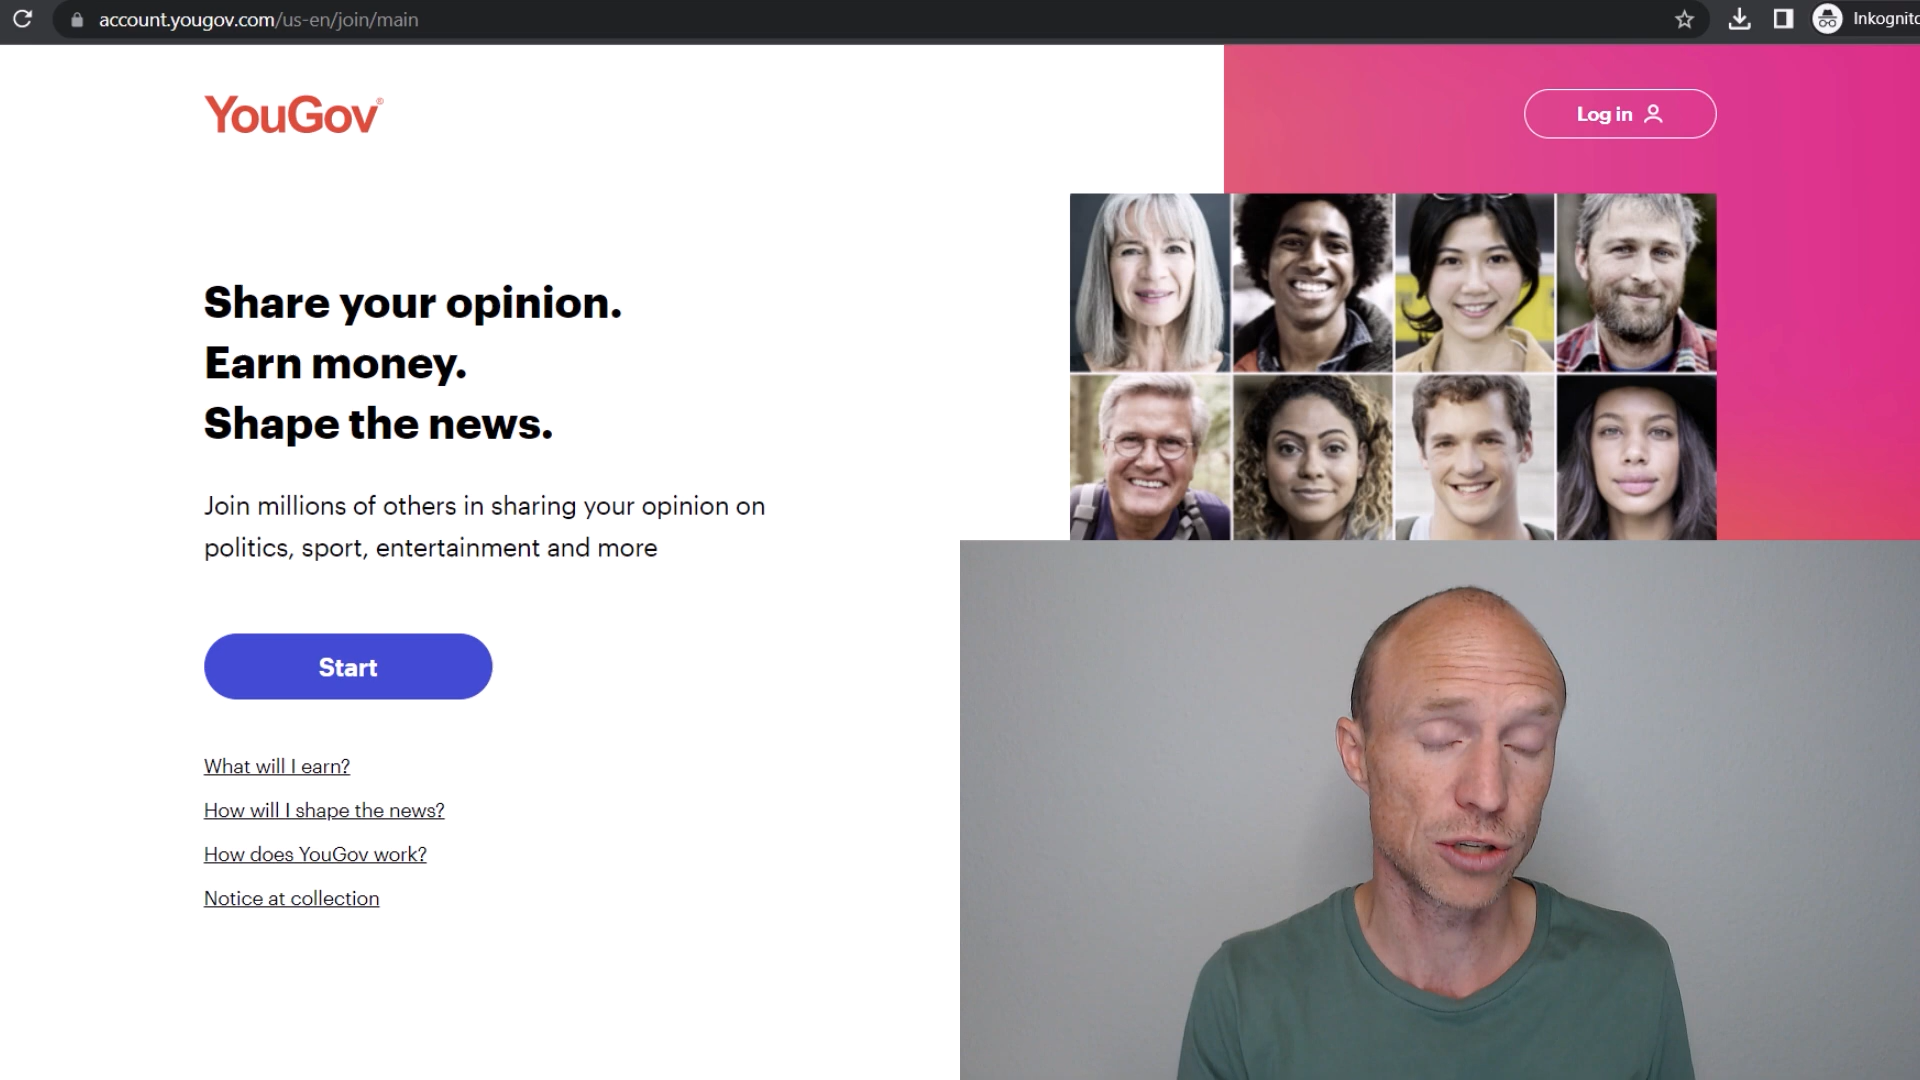 account.yougov.com/us-en/join/main
Inkognito
YouGov®
Log in
Share your opinion.
Earn money.
Shape the news.
Join millions of others in sharing your opinion on
politics, sport, entertainment and more
Start
What will I earn?
How will I shape the news?
How does YouGov work?
Notice at collection